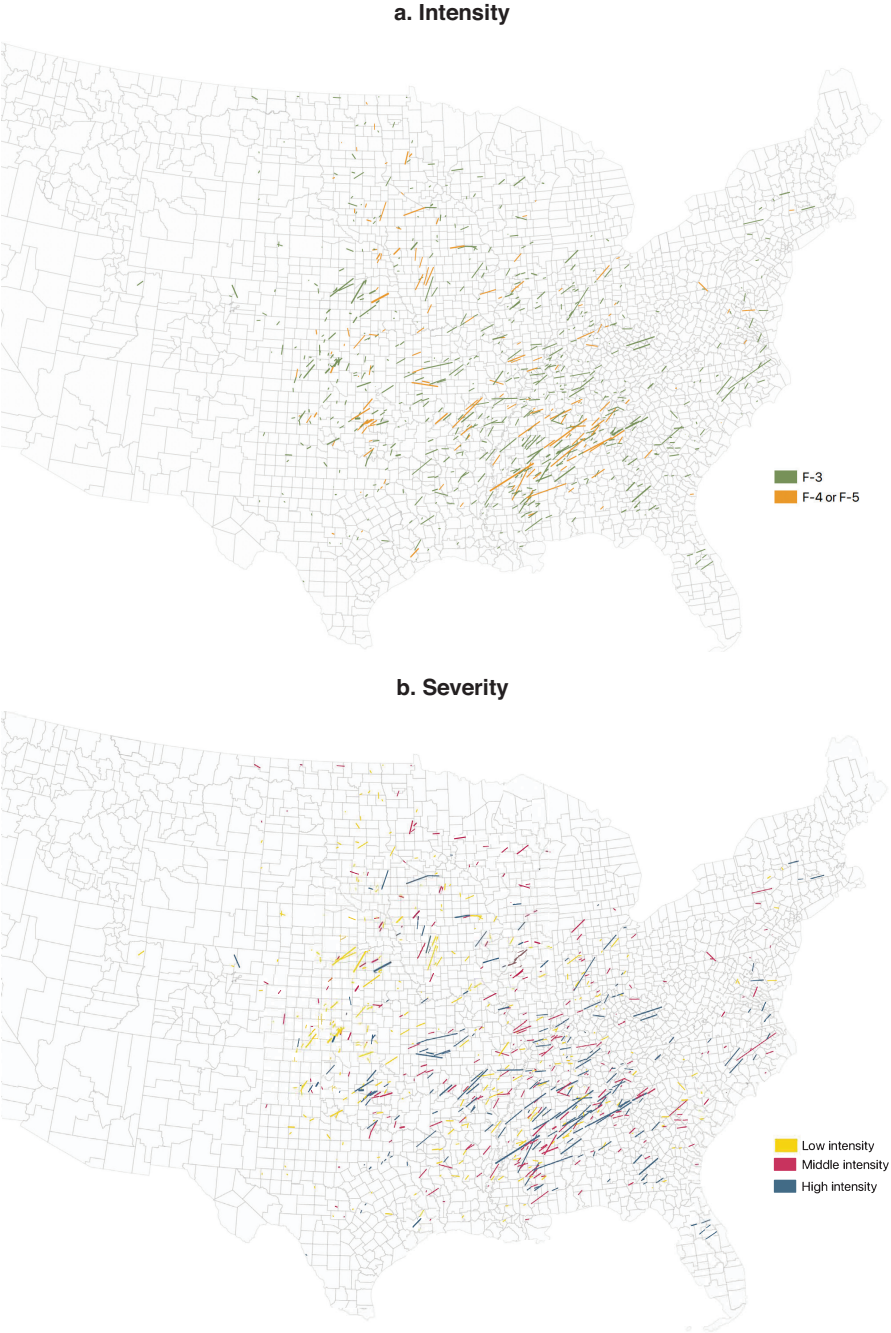 a. Intensity
F-3
F-4 or F-5
b. Severity
Low intensity
Middle intensity
High intensity